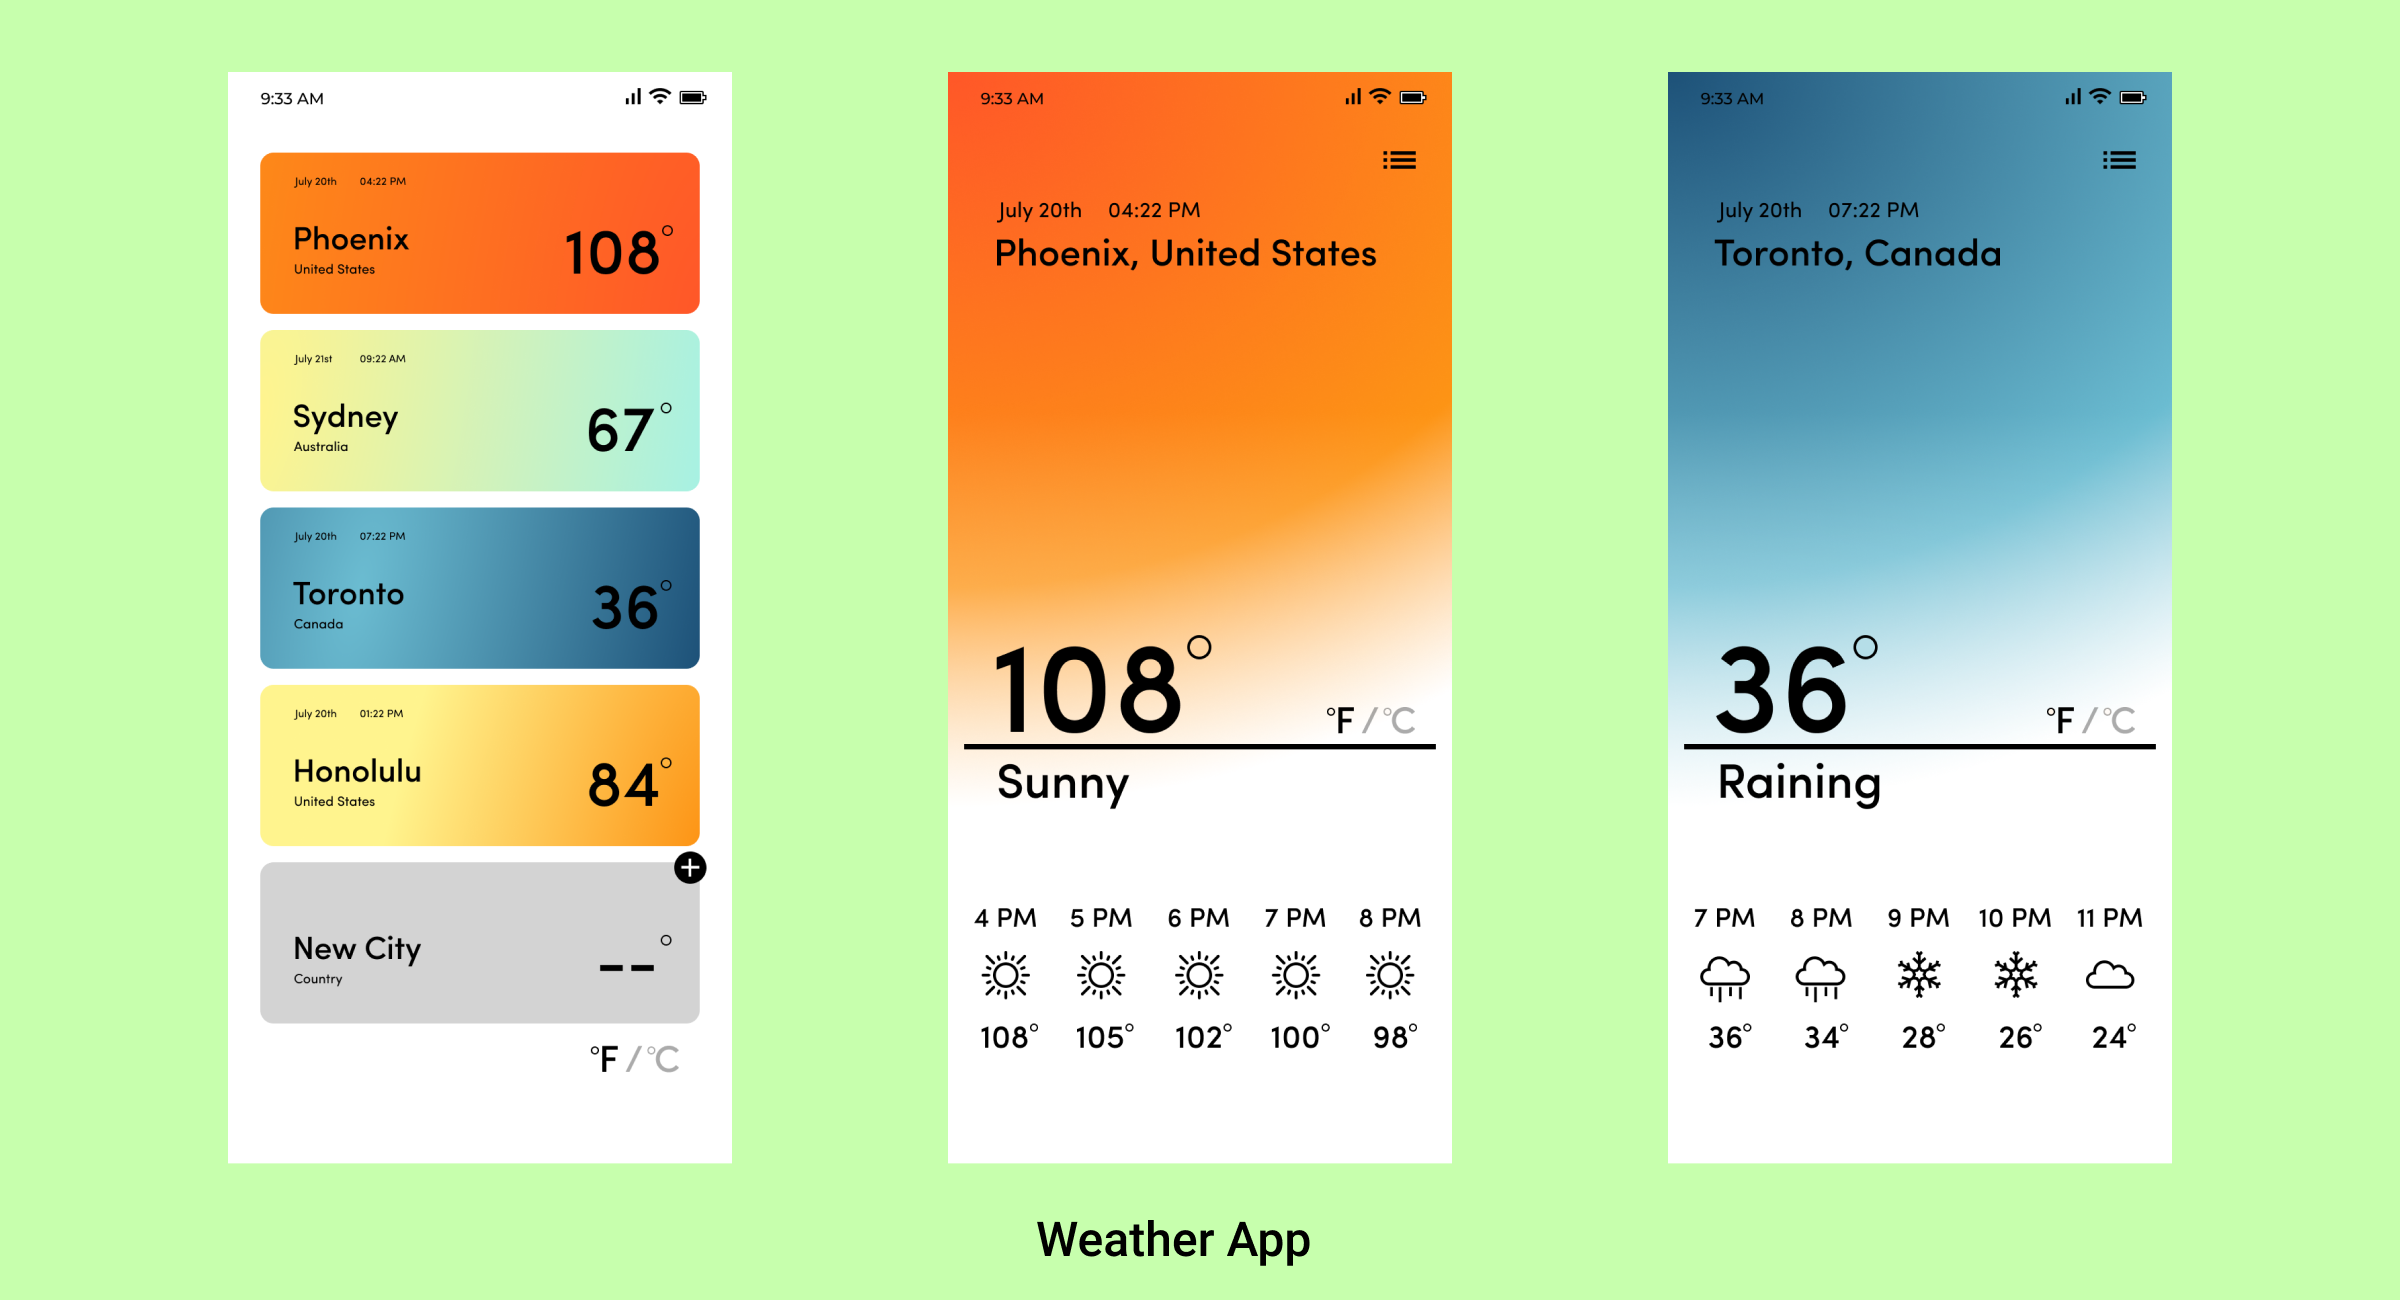 9:33 AM
July 20th 04:22 PM
Phoenix
United States
108°
July 21st 09:22 AM
Sydney
Australia
67°
July 20th 07:22 PM
Toronto
Canada
36°
July 20th 01:22 PM
Honolulu
United States
84°
New City
Country
--°
°F /°C
9:33 AM
July 20th 04:22 PM
Phoenix, United States
108°
°F /°C
Sunny
4 PM 5 PM 6 PM 7 PM 8 PM
108° 105° 102° 100° 98°
9:33 AM
July 20th 07:22 PM
Toronto, Canada
36°
°F /°C
Raining
7 PM 8 PM 9 PM 10 PM 11 PM
36° 34° 28° 26° 24°
Weather App